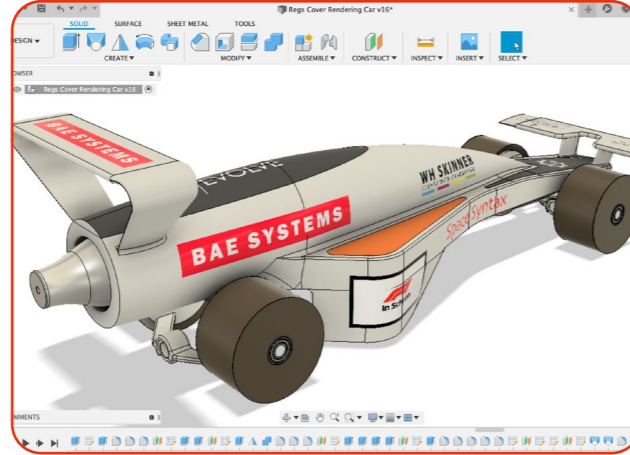 Regs Cover Rendering Car v16*
SOLID SURFACE SHEET METAL TOOLS
ESIGN
CREATE MODIFY ASSEMBLE CONSTRUCT INSPECT INSERT SELECT
OWSER
Regs Cover Rendering Car v16
BAE SYSTEMS
EVOLVE
WH SKINNER
BAE SYSTEMS
Space Syntax
In Schools
MMENTS